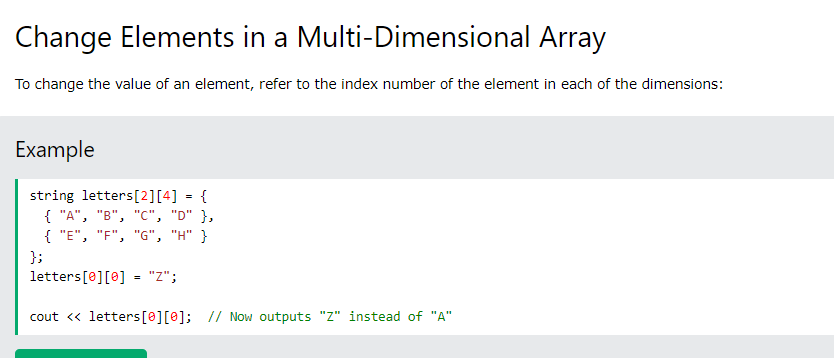 Change Elements in a Multi-Dimensional Array
To change the value of an element, refer to the index number of the element in each of the dimensions:
Example
string letters[2][4] = {
  { "A", "B", "C", "D" },
  { "E", "F", "G", "H" }
};
letters[0][0] = "Z";
cout << letters[0][0];  // Now outputs "Z" instead of "A"